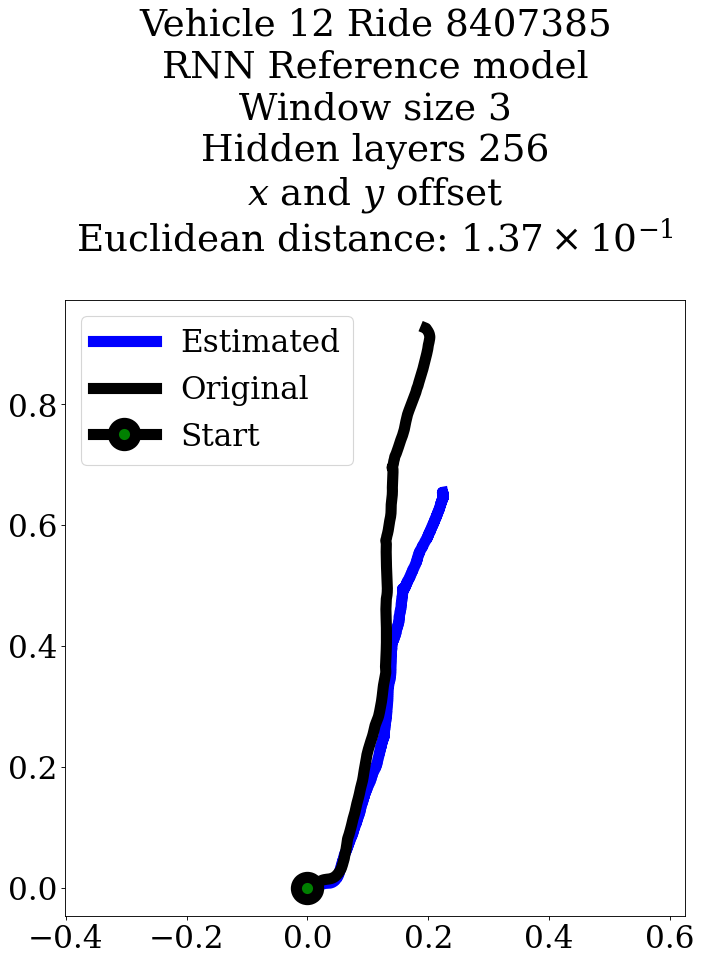 Vehicle 12 Ride 8407385
RNN Reference model
Window size 3
Hidden layers 256
x and y offset
Euclidean distance: 1.37 × 10⁻¹
Estimated
Original
Start
0.8
0.6
0.4
0.2
0.0
−0.4 −0.2 0.0 0.2 0.4 0.6